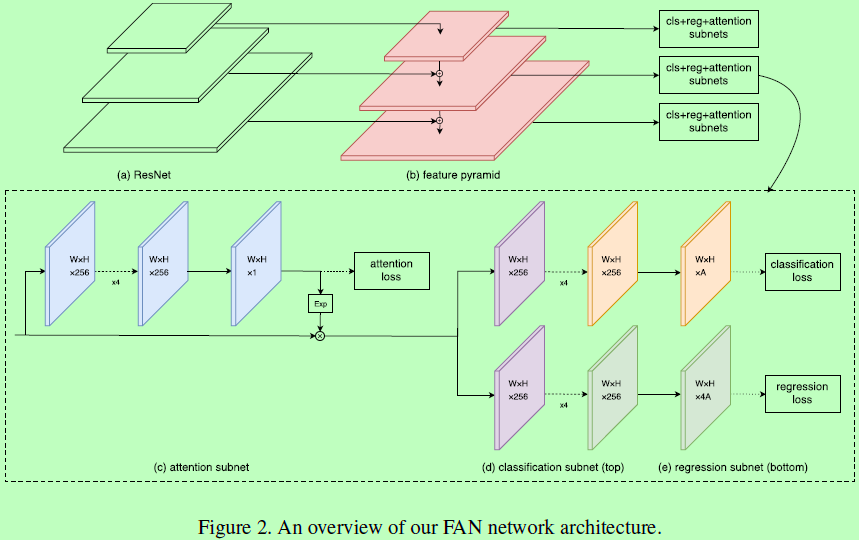 cls+reg+attention
subnets
cls+reg+attention
subnets
cls+reg+attention
subnets
(a) ResNet
(b) feature pyramid
W×H
×256
x4
W×H
×256
W×H
×1
attention
loss
Exp
W×H
×256
x4
W×H
×256
W×H
×A
classification
loss
W×H
×256
x4
W×H
×256
W×H
×4A
regression
loss
(c) attention subnet
(d) classification subnet (top)
(e) regression subnet (bottom)
Figure 2. An overview of our FAN network architecture.